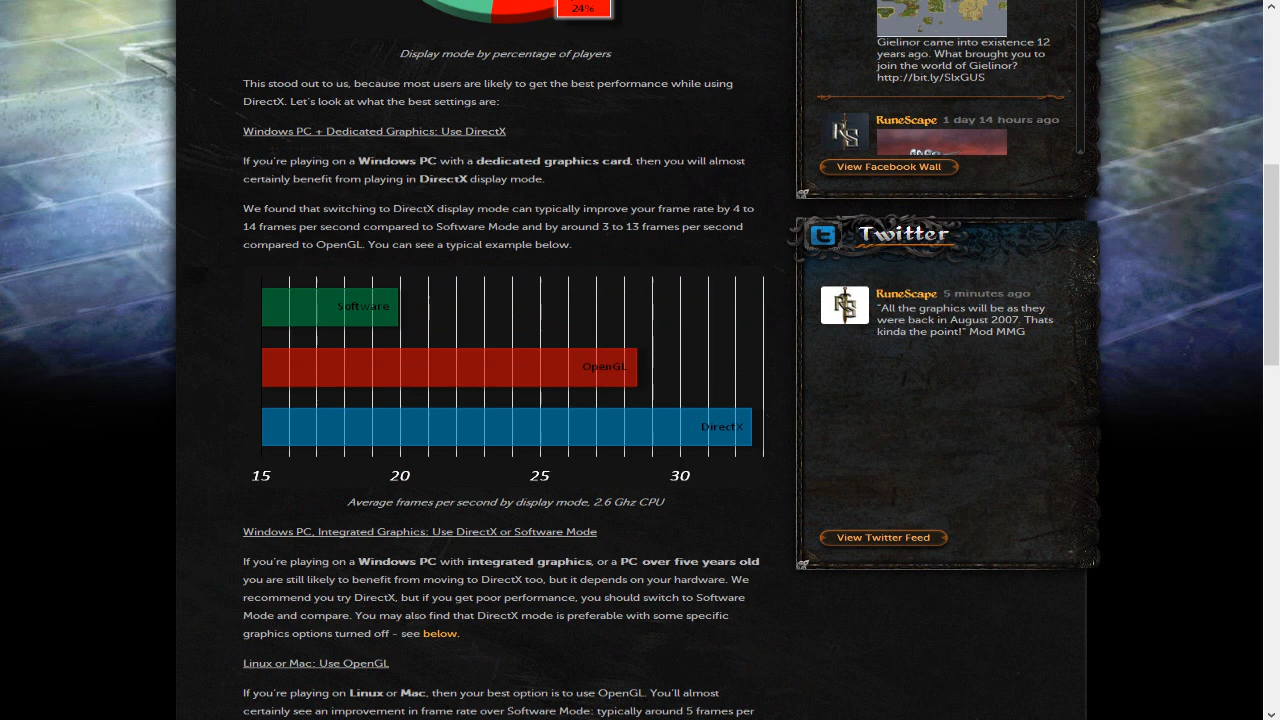 24%
Display mode by percentage of players
This stood out to us, because most users are likely to get the best performance while using
DirectX. Let's look at what the best settings are:
Windows PC + Dedicated Graphics: Use DirectX
If you're playing on a Windows PC with a dedicated graphics card, then you will almost
certainly benefit from playing in DirectX display mode.
We found that switching to DirectX display mode can typically improve your frame rate by 4 to
14 frames per second compared to Software Mode and by around 3 to 13 frames per second
compared to OpenGL. You can see a typical example below.
Software
OpenGL
DirectX
15 20 25 30
Average frames per second by display mode, 2.6 Ghz CPU
Windows PC, Integrated Graphics: Use DirectX or Software Mode
If you're playing on a Windows PC with integrated graphics, or a PC over five years old
you are still likely to benefit from moving to DirectX too, but it depends on your hardware. We
recommend you try DirectX, but if you get poor performance, you should switch to Software
Mode and compare. You may also find that DirectX mode is preferable with some specific
graphics options turned off - see below.
Linux or Mac: Use OpenGL
If you're playing on Linux or Mac, then your best option is to use OpenGL. You'll almost
certainly see an improvement in frame rate over Software Mode: typically around 5 frames per
Gielinor came into existence 12
years ago. What brought you to
join the world of Gielinor?
http://bit.ly/SlxGUS
RS
RuneScape 1 day 14 hours ago
View Facebook Wall
Twitter
RuneScape 5 minutes ago
"All the graphics will be as they
were back in August 2007. Thats
kinda the point!" Mod MMG
View Twitter Feed